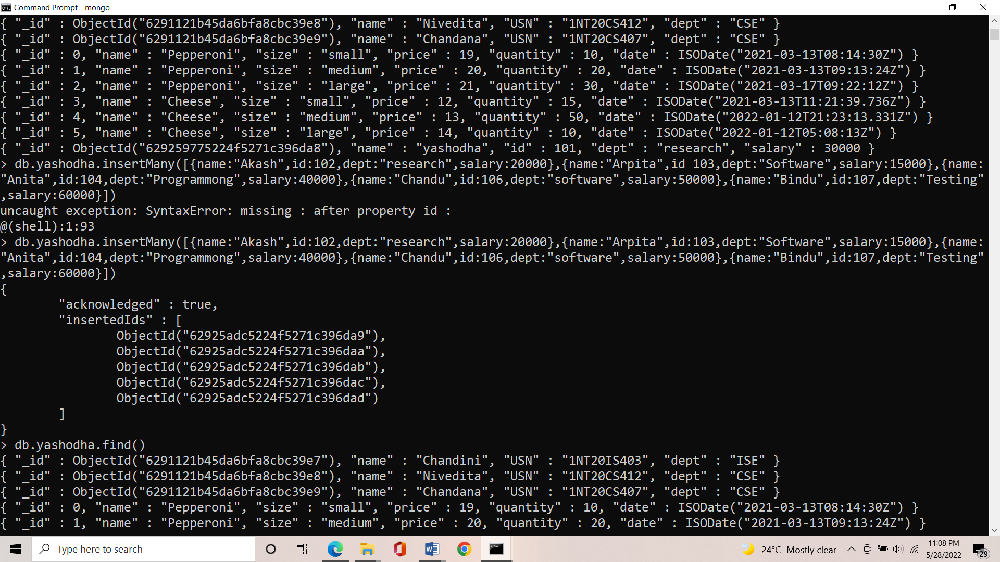 Command Prompt - mongo
{ "_id" : ObjectId("6291121b45da6bfa8cbc39e8"), "name" : "Nivedita", "USN" : "1NT20CS412", "dept" : "CSE" }
{ "_id" : ObjectId("6291121b45da6bfa8cbc39e9"), "name" : "Chandana", "USN" : "1NT20CS407", "dept" : "CSE" }
{ "_id" : 0, "name" : "Pepperoni", "size" : "small", "price" : 19, "quantity" : 10, "date" : ISODate("2021-03-13T08:14:30Z") }
{ "_id" : 1, "name" : "Pepperoni", "size" : "medium", "price" : 20, "quantity" : 20, "date" : ISODate("2021-03-13T09:13:24Z") }
{ "_id" : 2, "name" : "Pepperoni", "size" : "large", "price" : 21, "quantity" : 30, "date" : ISODate("2021-03-17T09:22:12Z") }
{ "_id" : 3, "name" : "Cheese", "size" : "small", "price" : 12, "quantity" : 15, "date" : ISODate("2021-03-13T11:21:39.736Z") }
{ "_id" : 4, "name" : "Cheese", "size" : "medium", "price" : 13, "quantity" : 50, "date" : ISODate("2022-01-12T21:23:13.331Z") }
{ "_id" : 5, "name" : "Cheese", "size" : "large", "price" : 14, "quantity" : 10, "date" : ISODate("2022-01-12T05:08:13Z") }
{ "_id" : ObjectId("629259775224f5271c396da8"), "name" : "yashodha", "id" : 101, "dept" : "research", "salary" : 30000 }
> db.yashodha.insertMany([{name:"Akash",id:102,dept:"research",salary:20000},{name:"Arpita",id 103,dept:"Software",salary:15000},{name:
"Anita",id:104,dept:"Programmong",salary:40000},{name:"Chandu",id:106,dept:"software",salary:50000},{name:"Bindu",id:107,dept:"Testing"
,salary:60000}])
uncaught exception: SyntaxError: missing : after property id :
@(shell):1:93
> db.yashodha.insertMany([{name:"Akash",id:102,dept:"research",salary:20000},{name:"Arpita",id:103,dept:"Software",salary:15000},{name:
"Anita",id:104,dept:"Programmong",salary:40000},{name:"Chandu",id:106,dept:"software",salary:50000},{name:"Bindu",id:107,dept:"Testing"
,salary:60000}])
{
"acknowledged" : true,
"insertedIds" : [
ObjectId("62925adc5224f5271c396da9"),
ObjectId("62925adc5224f5271c396daa"),
ObjectId("62925adc5224f5271c396dab"),
ObjectId("62925adc5224f5271c396dac"),
ObjectId("62925adc5224f5271c396dad")
]
}
> db.yashodha.find()
{ "_id" : ObjectId("6291121b45da6bfa8cbc39e7"), "name" : "Chandini", "USN" : "1NT20IS403", "dept" : "ISE" }
{ "_id" : ObjectId("6291121b45da6bfa8cbc39e8"), "name" : "Nivedita", "USN" : "1NT20CS412", "dept" : "CSE" }
{ "_id" : ObjectId("6291121b45da6bfa8cbc39e9"), "name" : "Chandana", "USN" : "1NT20CS407", "dept" : "CSE" }
{ "_id" : 0, "name" : "Pepperoni", "size" : "small", "price" : 19, "quantity" : 10, "date" : ISODate("2021-03-13T08:14:30Z") }
{ "_id" : 1, "name" : "Pepperoni", "size" : "medium", "price" : 20, "quantity" : 20, "date" : ISODate("2021-03-13T09:13:24Z") }
Type here to search
24°C Mostly clear
11:08 PM
5/28/2022
29